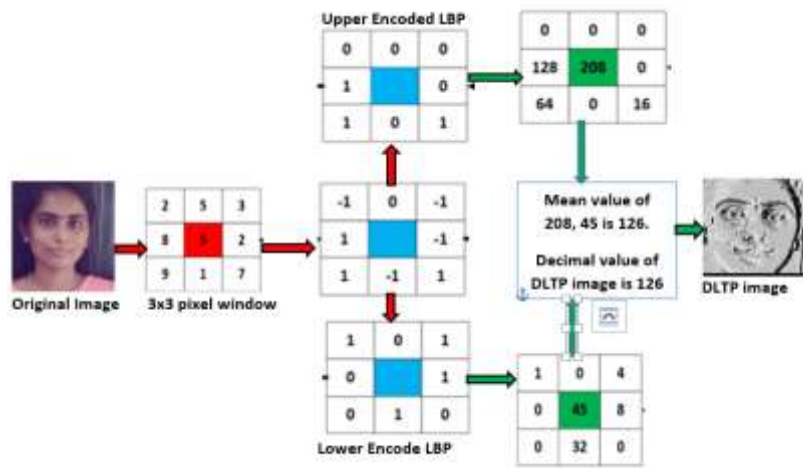 Upper Encoded LBP
0 0 0
1 0
1 0 1
0 0 0
128 208 0
64 0 16
2 5 3
8 5 2
9 1 7
-1 0 -1
1 -1
1 -1 1
Mean value of
208, 45 is 126.
Decimal value of
DLTP image is 126
Original Image
3x3 pixel window
DLTP image
1 0 1
0 1
0 1 0
1 0 4
0 45 8
0 32 0
Lower Encode LBP